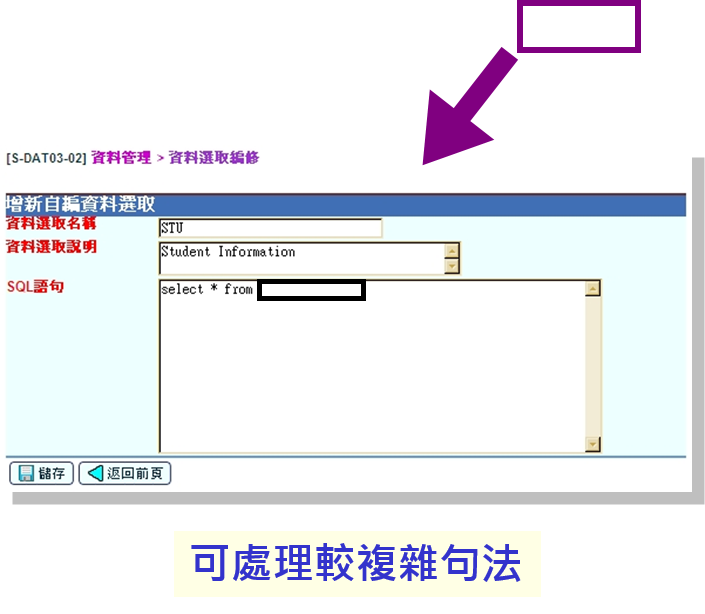 [S-DAT03-02] 資料管理 > 資料選取編修
增新自編資料選取
資料選取名稱 STU
資料選取說明 Student Information
SQL語句 select * from
儲存 返回前頁
可處理較複雜句法